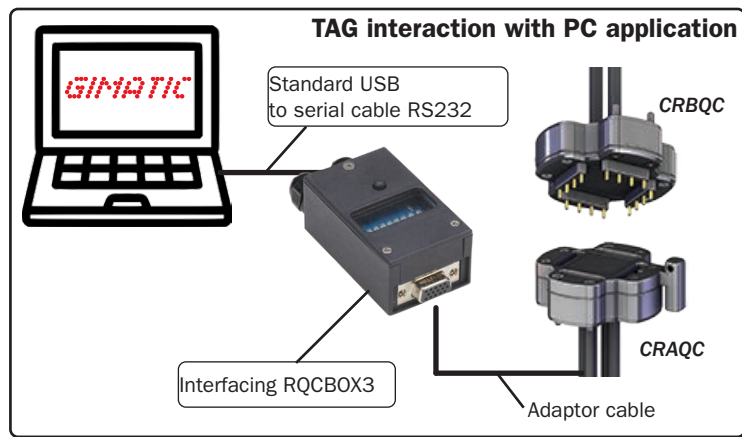 TAG interaction with PC application
GIMATIC
Standard USB
to serial cable RS232
CRBQC
CRAQC
Interfacing RQCBOX3
Adaptor cable